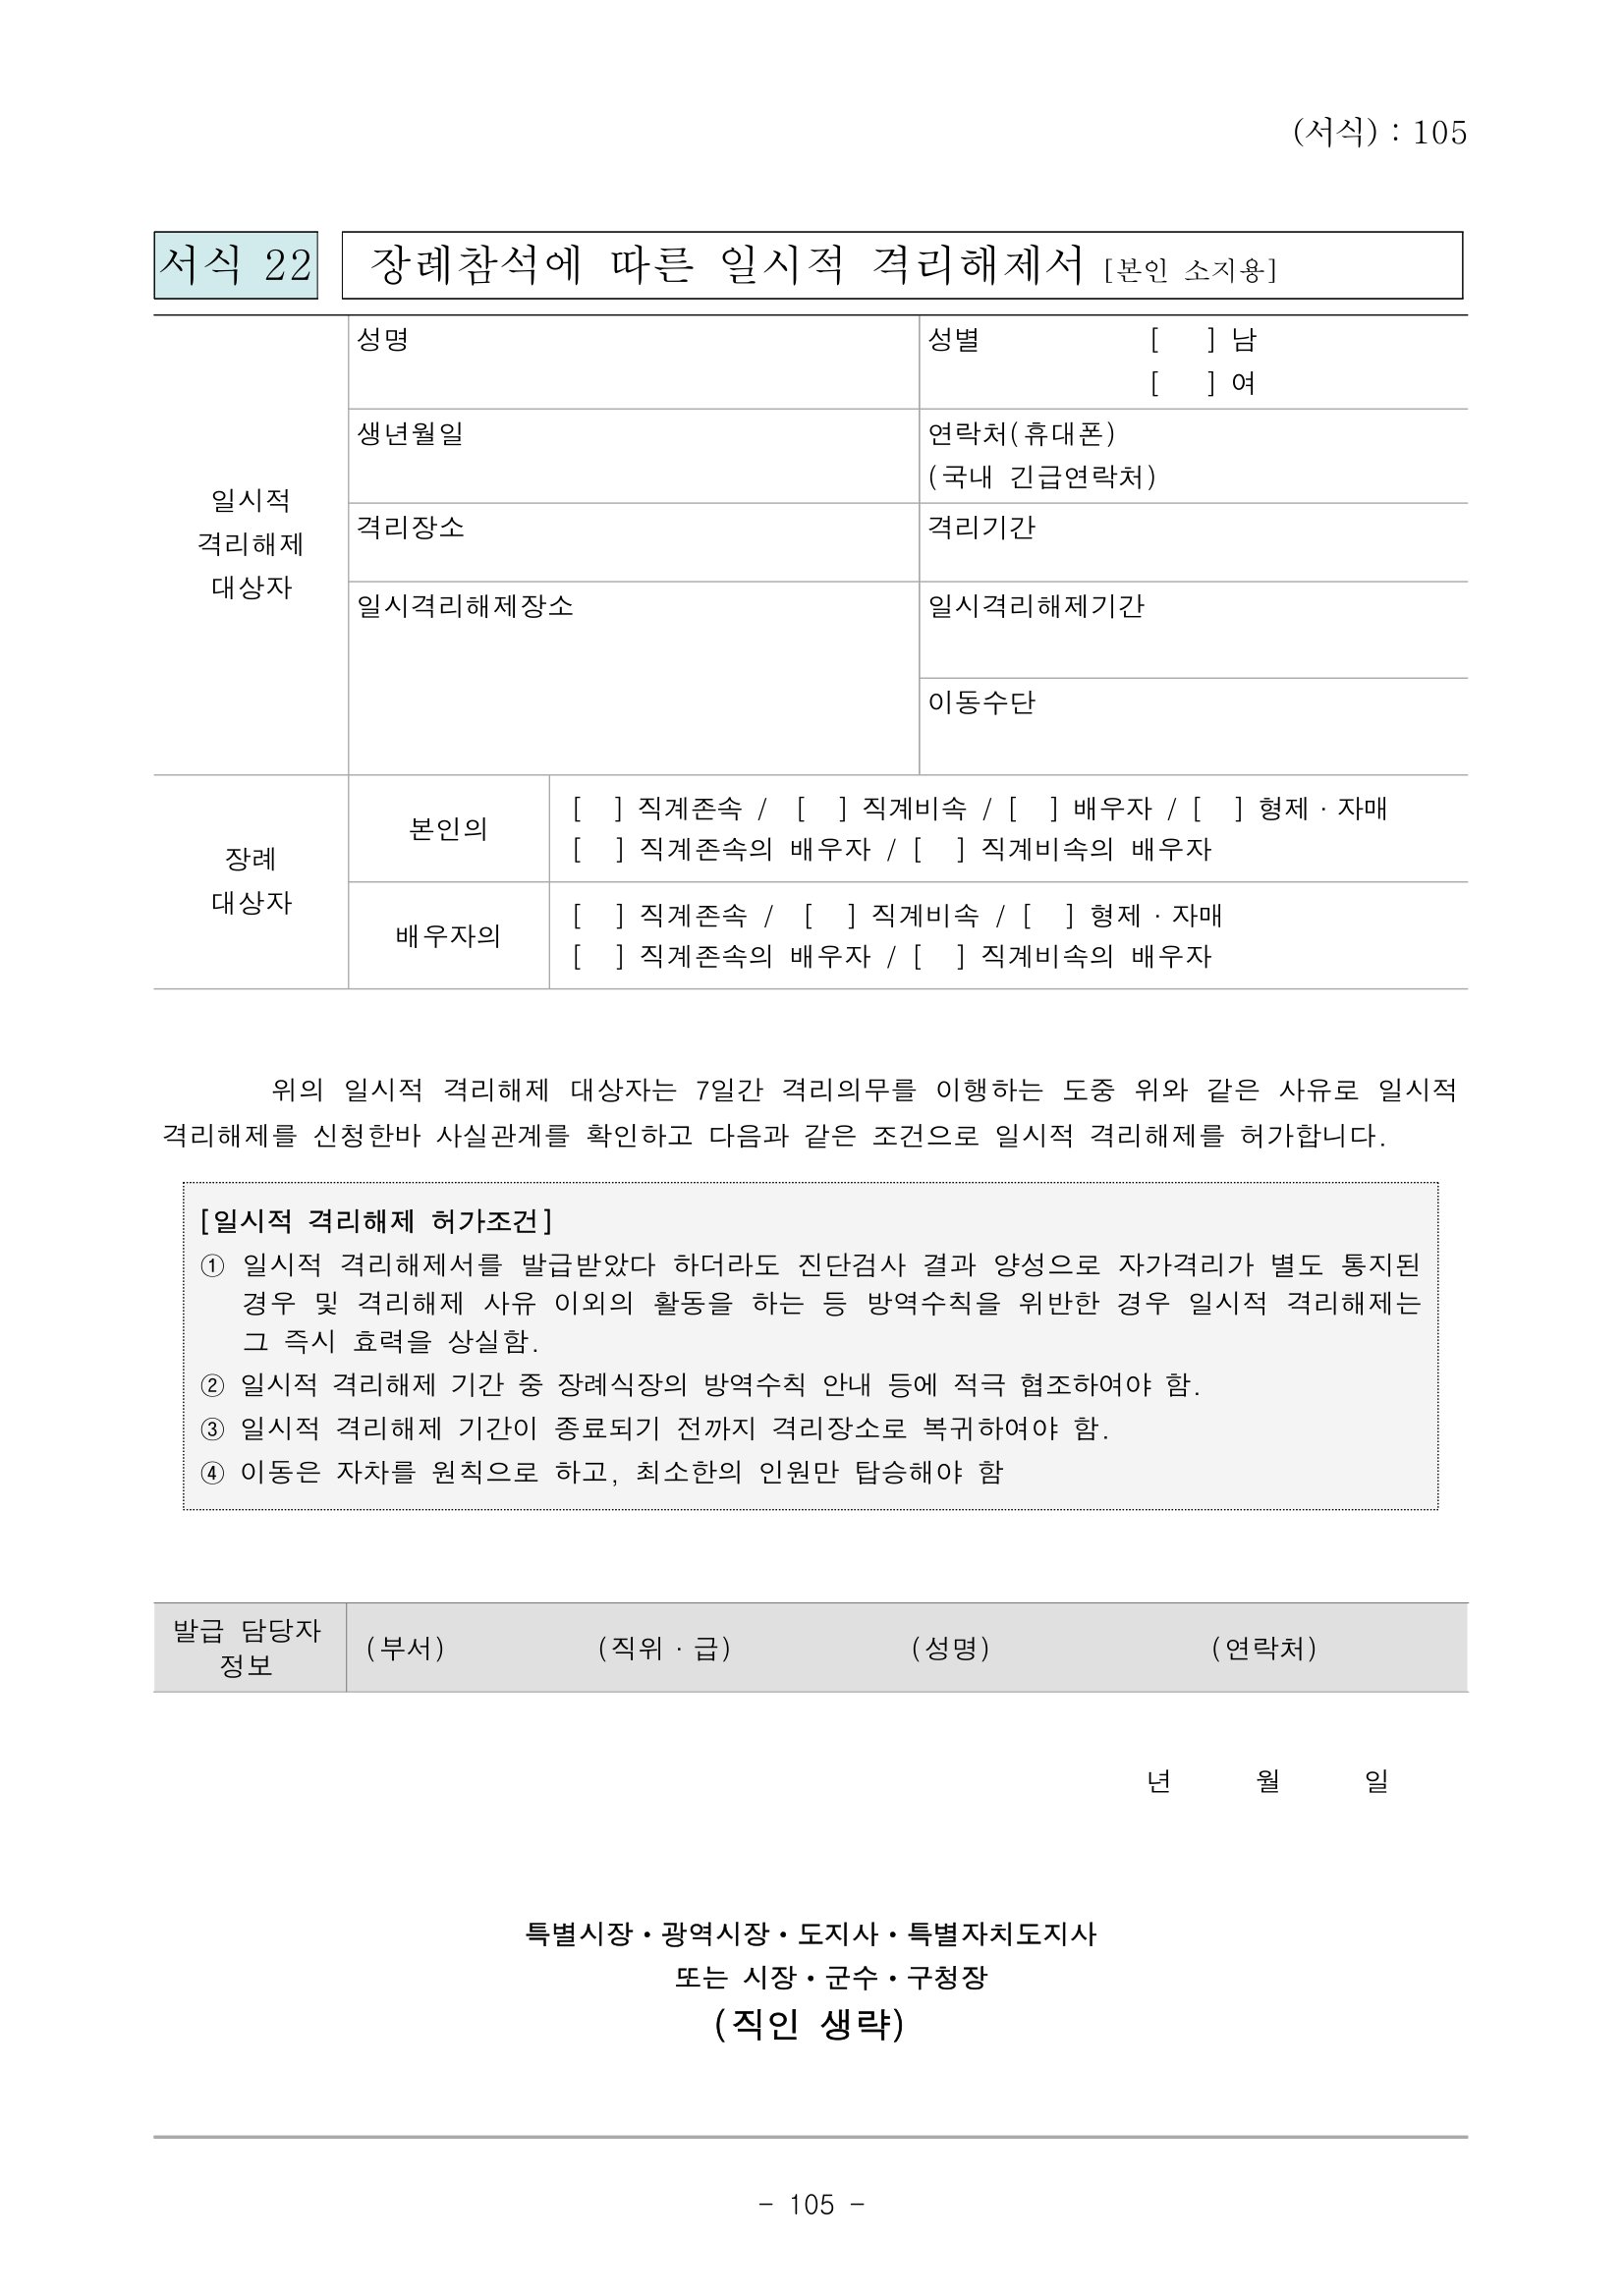 (서식) : 105
서식 22
장례참석에 따른 일시적 격리해제서 [본인 소지용]
일시적
격리해제
대상자
성명
성별 [ ] 남
[ ] 여
생년월일
연락처(휴대폰)
(국내 긴급연락처)
격리장소
격리기간
일시격리해제장소
일시격리해제기간
이동수단
장례
대상자
본인의
[ ] 직계존속 / [ ] 직계비속 / [ ] 배우자 / [ ] 형제·자매
[ ] 직계존속의 배우자 / [ ] 직계비속의 배우자
배우자의
[ ] 직계존속 / [ ] 직계비속 / [ ] 형제·자매
[ ] 직계존속의 배우자 / [ ] 직계비속의 배우자
위의 일시적 격리해제 대상자는 7일간 격리의무를 이행하는 도중 위와 같은 사유로 일시적
격리해제를 신청한바 사실관계를 확인하고 다음과 같은 조건으로 일시적 격리해제를 허가합니다.
[일시적 격리해제 허가조건]
① 일시적 격리해제서를 발급받았다 하더라도 진단검사 결과 양성으로 자가격리가 별도 통지된
경우 및 격리해제 사유 이외의 활동을 하는 등 방역수칙을 위반한 경우 일시적 격리해제는
그 즉시 효력을 상실함.
② 일시적 격리해제 기간 중 장례식장의 방역수칙 안내 등에 적극 협조하여야 함.
③ 일시적 격리해제 기간이 종료되기 전까지 격리장소로 복귀하여야 함.
④ 이동은 자차를 원칙으로 하고, 최소한의 인원만 탑승해야 함
발급 담당자
정보
(부서) (직위·급) (성명) (연락처)
년 월 일
특별시장·광역시장·도지사·특별자치도지사
또는 시장·군수·구청장
(직인 생략)
- 105 -